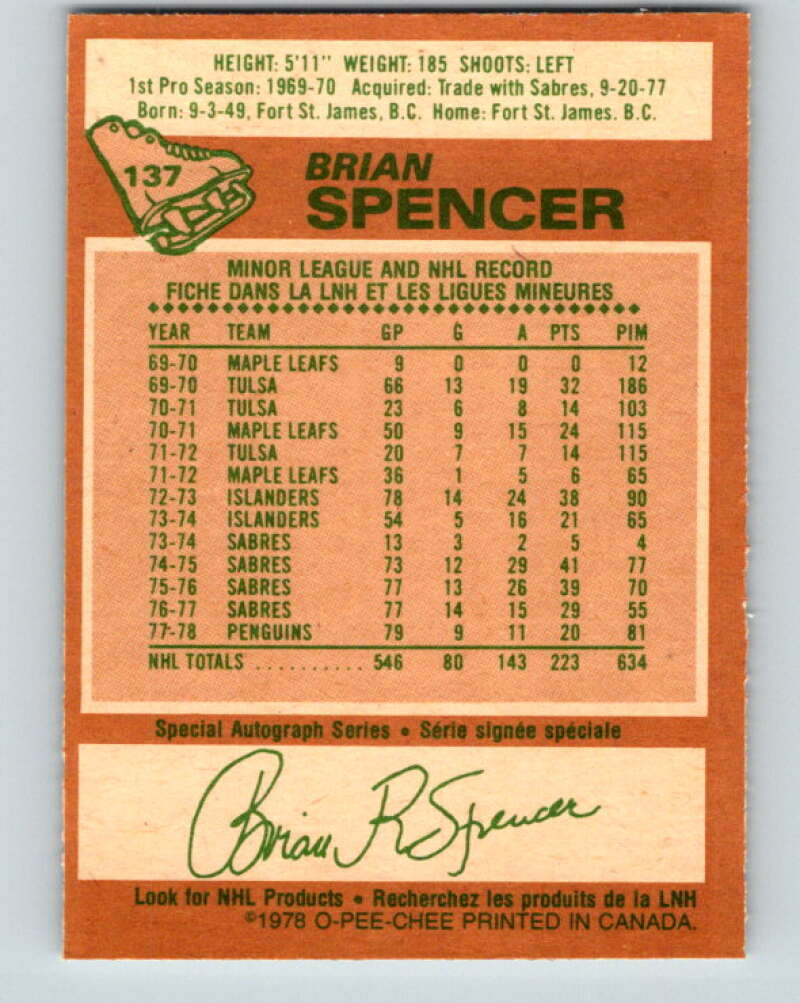 HEIGHT: 5'11" WEIGHT: 185 SHOOTS: LEFT
1st Pro Season: 1969-70 Acquired: Trade with Sabres, 9-20-77
Born: 9-3-49, Fort St. James, B.C. Home: Fort St. James. B.C.
137
BRIAN
SPENCER
MINOR LEAGUE AND NHL RECORD
FICHE DANS LA LNH ET LES LIGUES MINEURES
YEAR TEAM GP G A PTS PIM
69-70 MAPLE LEAFS 9 0 0 0 12
69-70 TULSA 66 13 19 32 186
70-71 TULSA 23 6 8 14 103
70-71 MAPLE LEAFS 50 9 15 24 115
71-72 TULSA 20 7 7 14 115
71-72 MAPLE LEAFS 36 1 5 6 65
72-73 ISLANDERS 78 14 24 38 90
73-74 ISLANDERS 54 5 16 21 65
73-74 SABRES 13 3 2 5 4
74-75 SABRES 73 12 29 41 77
75-76 SABRES 77 13 26 39 70
76-77 SABRES 77 14 15 29 55
77-78 PENGUINS 79 9 11 20 81
NHL TOTALS .......... 546 80 143 223 634
Special Autograph Series • Série signée spéciale
Brian R Spencer
Look for NHL Products • Recherchez les produits de la LNH
©1978 O-PEE-CHEE PRINTED IN CANADA.